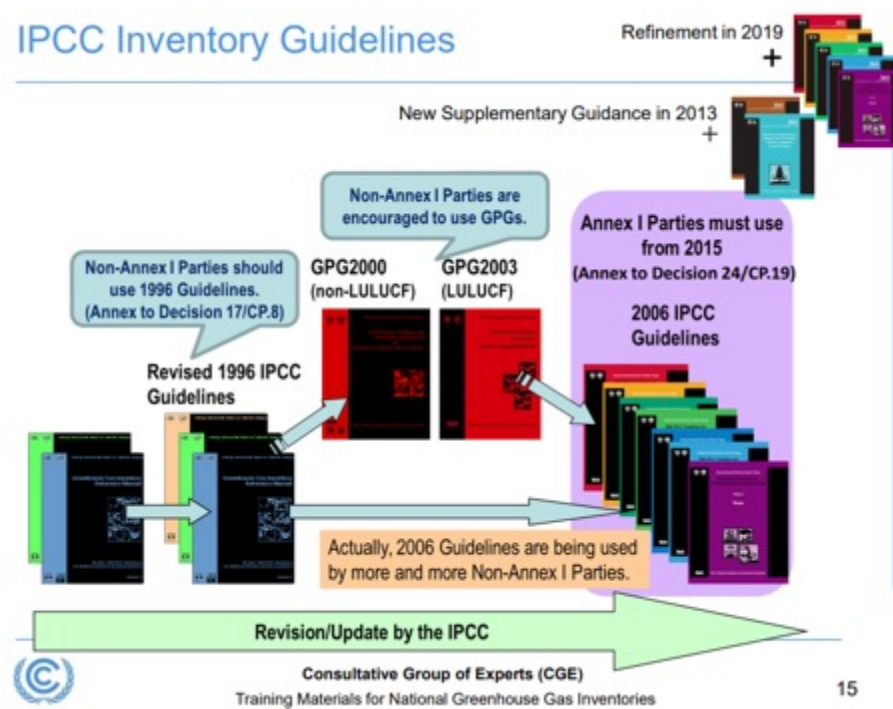 IPCC Inventory Guidelines
Refinement in 2019
+
New Supplementary Guidance in 2013
+
Non-Annex I Parties are
encouraged to use GPGs.
Annex I Parties must use
from 2015
(Annex to Decision 24/CP.19)
Non-Annex I Parties should
use 1996 Guidelines.
(Annex to Decision 17/CP.8)
GPG2000
(non-LULUCF)
GPG2003
(LULUCF)
2006 IPCC
Guidelines
Revised 1996 IPCC
Guidelines
Actually, 2006 Guidelines are being used
by more and more Non-Annex I Parties.
Revision/Update by the IPCC
Consultative Group of Experts (CGE)
Training Materials for National Greenhouse Gas Inventories
15